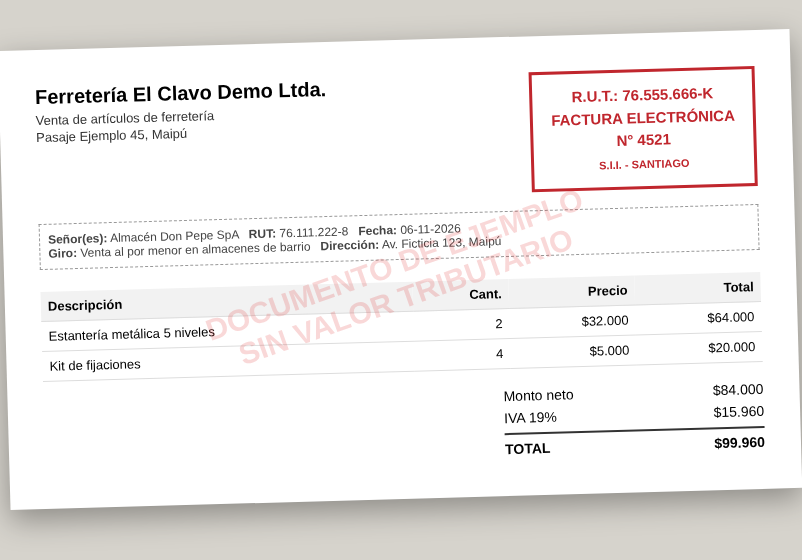 Ferretería El Clavo Demo Ltda.
Venta de artículos de ferretería
Pasaje Ejemplo 45, Maipú
R.U.T.: 76.555.666-K
FACTURA ELECTRÓNICA
N° 4521
S.I.I. - SANTIAGO
Señor(es): Almacén Don Pepe SpA RUT: 76.111.222-8 Fecha: 06-11-2026
Giro: Venta al por menor en almacenes de barrio Dirección: Av. Ficticia 123, Maipú
DOCUMENTO DE EJEMPLO
SIN VALOR TRIBUTARIO
Descripción Cant. Precio Total
Estantería metálica 5 niveles 2 $32.000 $64.000
Kit de fijaciones 4 $5.000 $20.000
Monto neto $84.000
IVA 19% $15.960
TOTAL $99.960